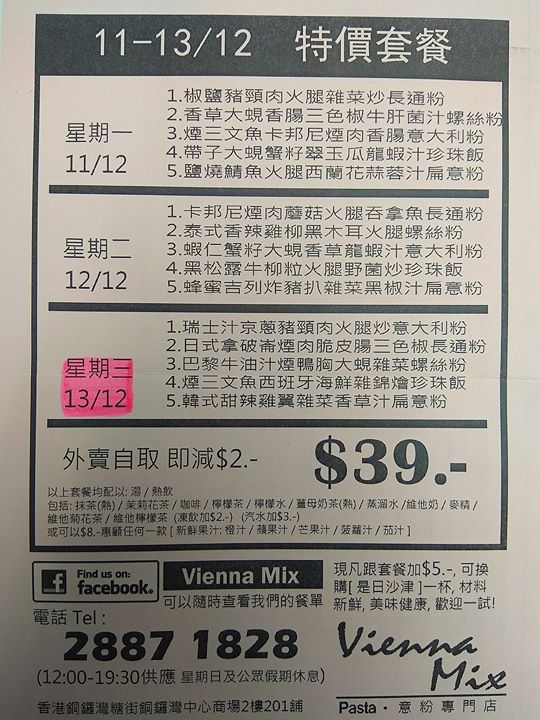 11-13/12 特價套餐
星期一
11/12
1.椒鹽豬頸肉火腿雜菜炒長通粉
2.香草大蜆香腸三色椒牛肝菌汁螺絲粉
3.煙三文魚卡邦尼煙肉香腸意大利粉
4.帶子大蜆蟹籽翠玉瓜龍蝦汁珍珠飯
5.鹽燒鯖魚火腿西蘭花蒜蓉汁扁意粉
星期二
12/12
1.卡邦尼煙肉蘑菇火腿吞拿魚長通粉
2.泰式香辣雞柳黑木耳火腿螺絲粉
3.蝦仁蟹籽大蜆香草龍蝦汁意大利粉
4.黑松露牛柳粒火腿野菌炒珍珠飯
5.蜂蜜吉列炸豬扒雜菜黑椒汁扁意粉
星期三
13/12
1.瑞士汁京蔥豬頸肉火腿炒意大利粉
2.日式拿破崙煙肉脆皮腸三色椒長通粉
3.巴黎牛油汁煙鴨胸大蜆雜菜螺絲粉
4.煙三文魚西班牙海鮮雜錦燴珍珠飯
5.韓式甜辣雞翼雜菜香草汁扁意粉
外賣自取 即減$2.-
$39.-
以上套餐均配以: 湯 / 熱飲
包括: 抹茶(熱) / 茉莉花茶 / 咖啡 / 檸檬茶 / 檸檬水 / 薑母奶茶(熱) / 蒸溜水 /維他奶 / 麥精 /
維他菊花茶 / 維他檸檬茶 (凍飲加$2.-) (汽水加$3.-)
或可以$8.-惠顧任何一款 [ 新鮮果汁: 橙汁 / 蘋果汁 / 芒果汁 / 菠蘿汁 / 茄汁 ]
f Find us on: facebook.
Vienna Mix
可以隨時查看我們的餐單
現凡跟套餐加$5.-, 可換
購[ 是日沙津 ]一杯, 材料
新鮮, 美味健康, 歡迎一試!
電話 Tel :
2887 1828
(12:00-19:30供應 星期日及公眾假期休息)
香港銅鑼灣糖街銅鑼灣中心商場2樓201舖
Vienna Mix
Pasta · 意粉專門店